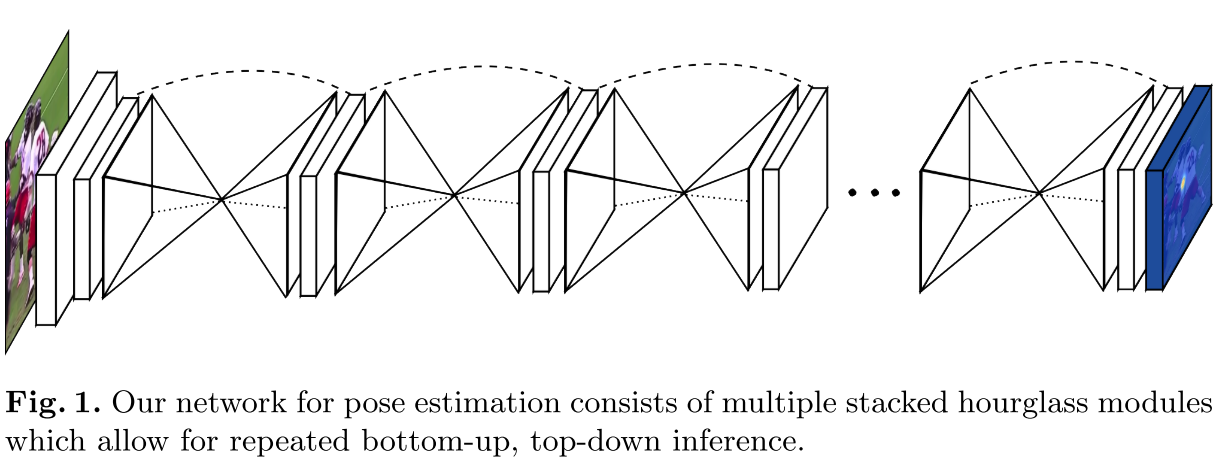 Fig. 1. Our network for pose estimation consists of multiple stacked hourglass modules
which allow for repeated bottom-up, top-down inference.